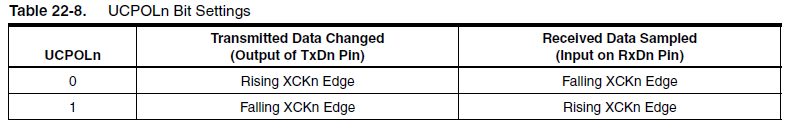 Table 22-8. UCPOLn Bit Settings
UCPOLn Transmitted Data Changed (Output of TxDn Pin) Received Data Sampled (Input on RxDn Pin)
0 Rising XCKn Edge Falling XCKn Edge
1 Falling XCKn Edge Rising XCKn Edge